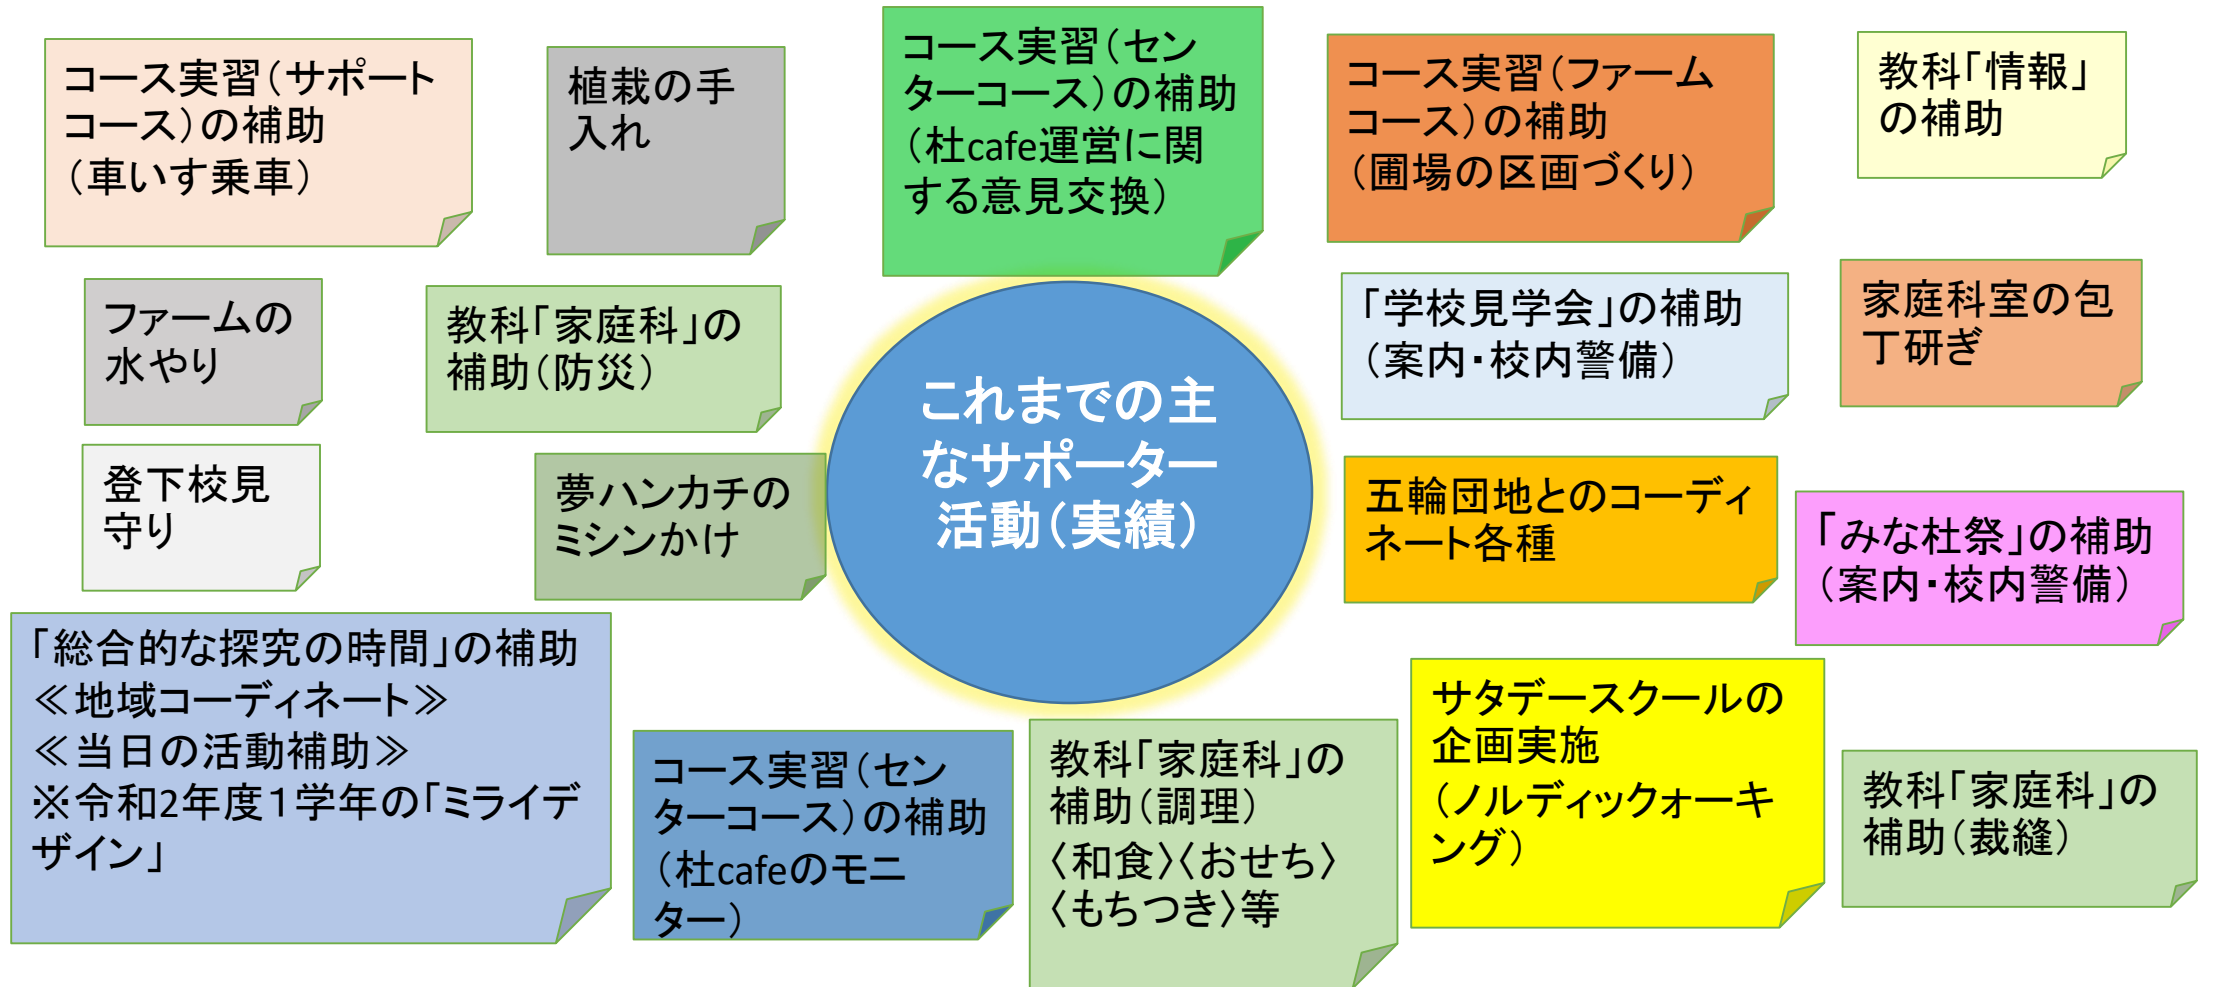 コース実習(サポート
コース)の補助
(車いす乗車)
植栽の手
入れ
コース実習(セン
ターコース)の補助
(杜cafe運営に関
する意見交換)
コース実習(ファーム
コース)の補助
(圃場の区画づくり)
教科「情報」
の補助
ファームの
水やり
教科「家庭科」の
補助(防災)
これまでの主
なサポーター
活動(実績)
「学校見学会」の補助
(案内・校内警備)
家庭科室の包
丁研ぎ
登下校見
守り
夢ハンカチの
ミシンかけ
五輪団地とのコーディ
ネート各種
「みな杜祭」の補助
(案内・校内警備)
「総合的な探究の時間」の補助
≪地域コーディネート≫
≪当日の活動補助≫
※令和2年度１学年の「ミライデ
ザイン」
コース実習(セン
ターコース)の補助
(杜cafeのモニ
ター)
教科「家庭科」の
補助(調理)
〈和食〉〈おせち〉
〈もちつき〉等
サタデースクールの
企画実施
(ノルディックォーキ
ング)
教科「家庭科」の
補助(裁縫)